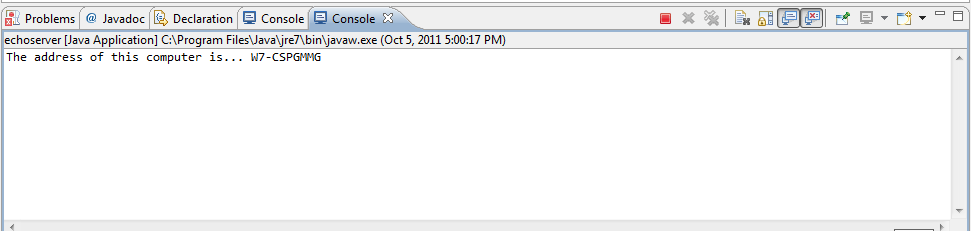 Problems @ Javadoc Declaration Console Console
echoserver [Java Application] C:\Program Files\Java\jre7\bin\javaw.exe (Oct 5, 2011 5:00:17 PM)
The address of this computer is... W7-CSPGMMG